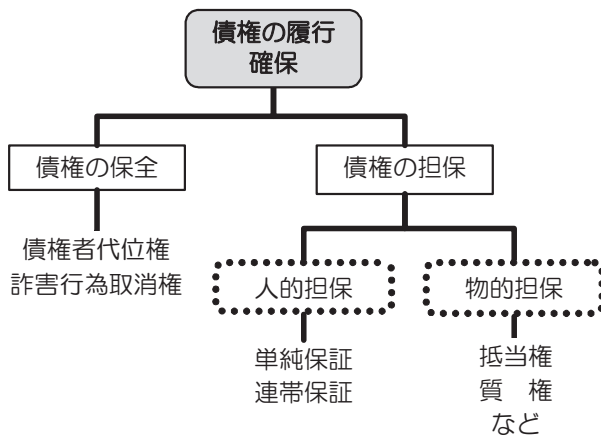 債権の履行
確保
債権の保全
債権の担保
債権者代位権
詐害行為取消権
人的担保
物的担保
単純保証
連帯保証
抵当権
質　権
など